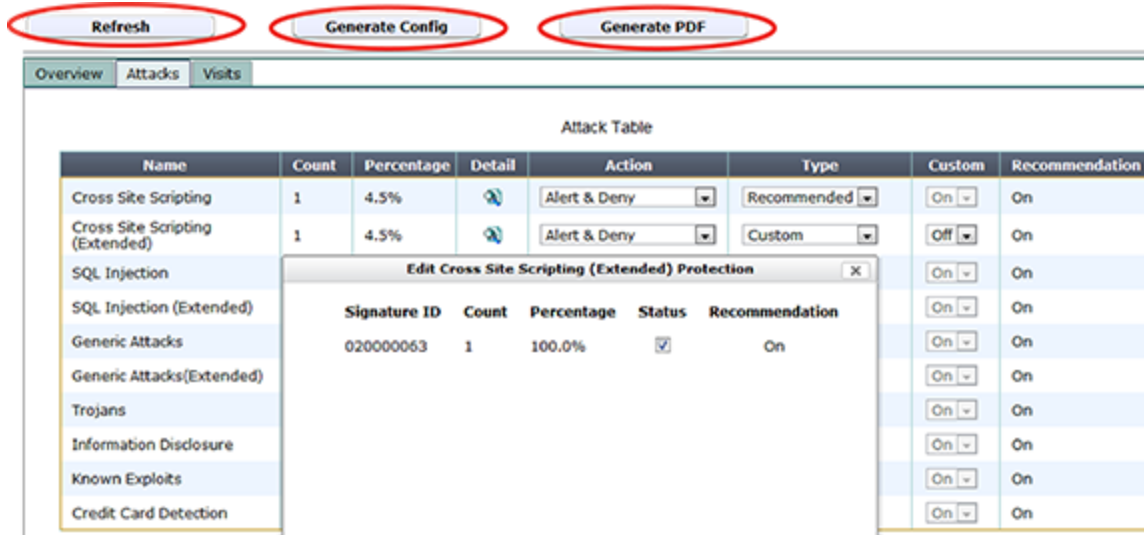 Refresh Generate Config Generate PDF
Overview Attacks Visits
Attack Table
Name Count Percentage Detail Action Type Custom Recommendation
Cross Site Scripting 1 4.5% Alert & Deny Recommended On On
Cross Site Scripting
(Extended) 1 4.5% Alert & Deny Custom Off On
Edit Cross Site Scripting (Extended) Protection
SQL Injection On On
Signature ID Count Percentage Status Recommendation
SQL Injection (Extended) On On
020000063 1 100.0% On
Generic Attacks On On
Generic Attacks(Extended) On On
Trojans On On
Information Disclosure On On
Known Exploits On On
Credit Card Detection On On